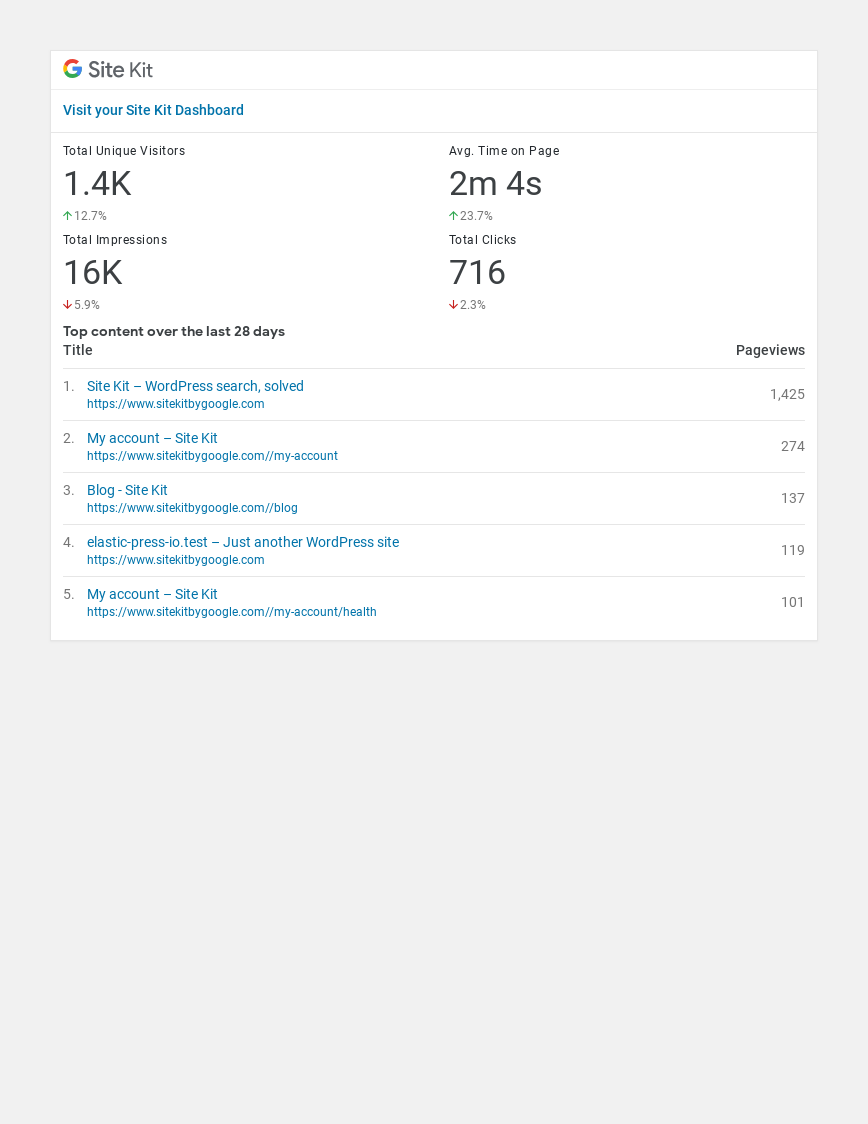 Site Kit
Visit your Site Kit Dashboard
Total Unique Visitors
1.4K
12.7%
Avg. Time on Page
2m 4s
23.7%
Total Impressions
16K
5.9%
Total Clicks
716
2.3%
Top content over the last 28 days
Title Pageviews
1. Site Kit – WordPress search, solved
https://www.sitekitbygoogle.com
1,425
2. My account – Site Kit
https://www.sitekitbygoogle.com//my-account
274
3. Blog - Site Kit
https://www.sitekitbygoogle.com//blog
137
4. elastic-press-io.test – Just another WordPress site
https://www.sitekitbygoogle.com
119
5. My account – Site Kit
https://www.sitekitbygoogle.com//my-account/health
101